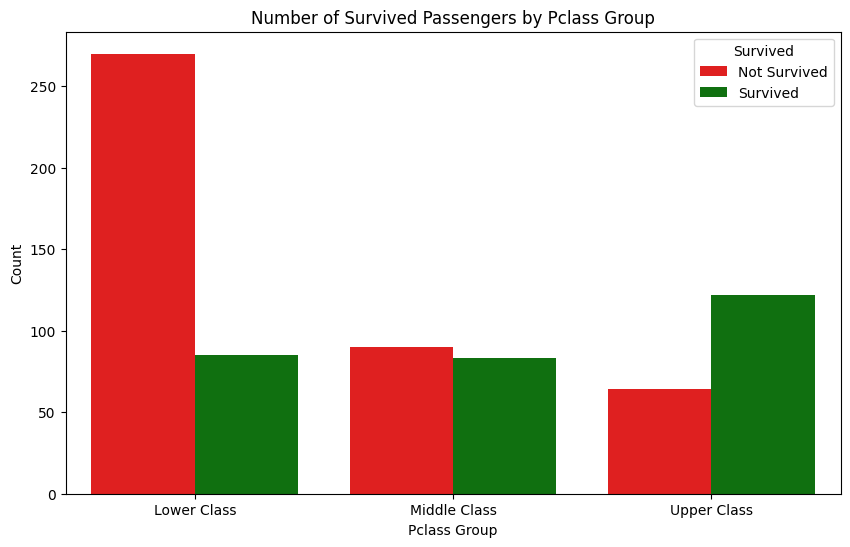 Number of Survived Passengers by Pclass Group
Survived
Not Survived
Survived
250
200
150
100
50
0
Count
Lower Class
Middle Class
Upper Class
Pclass Group